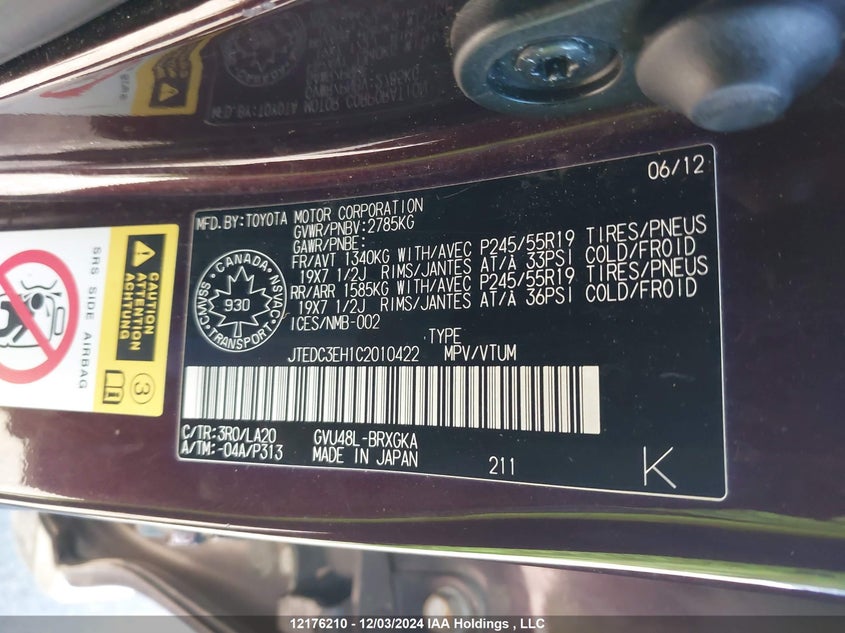 06/12
MFD.BY:TOYOTA MOTOR CORPORATION
GVWR/PNBV:2785KG
GAWR/PNBE:
FR/AVT 1340KG WITH/AVEC P245/55R19 TIRES/PNEUS
19X7 1/2J RIMS/JANTES AT/À 33PSI COLD/FROID
RR/ARR 1585KG WITH/AVEC P245/55R19 TIRES/PNEUS
19X7 1/2J RIMS/JANTES AT/À 36PSI COLD/FROID
ICES/NMB-002
CANADA
CMVSS
NSVAC
930
TRANSPORT
TYPE
JTEDC3EH1C2010422 MPV/VTUM
C/TR:3R0/LA20 GVU48L-BRXGKA
A/TM:-04A/P313 MADE IN JAPAN
211
K
CAUTION
ATTENTION
ACHTUNG
SRS SIDE AIRBAG
3
12176210 - 12/03/2024 IAA Holdings, LLC